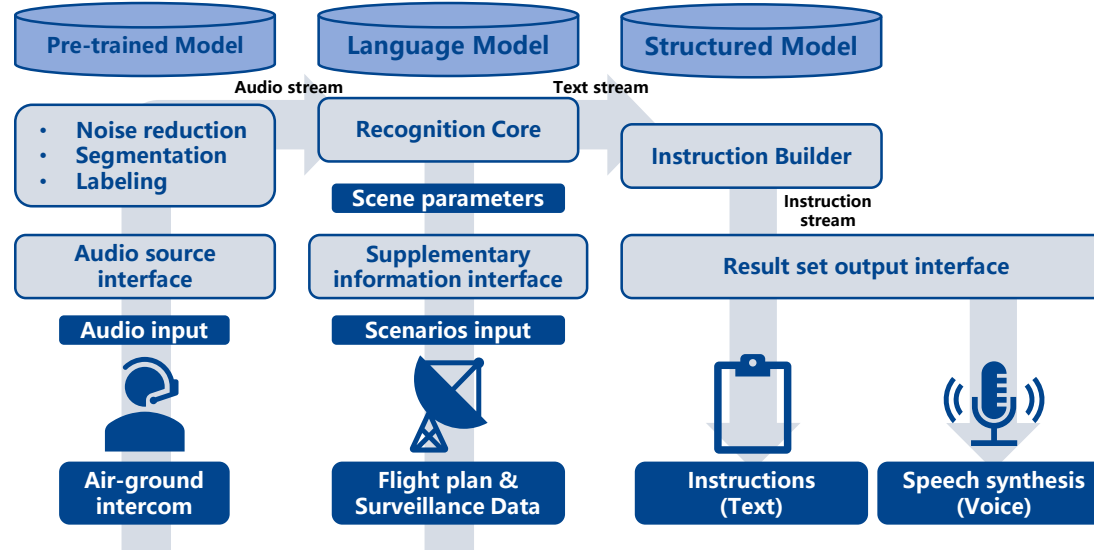 Pre-trained Model
Language Model
Structured Model
Audio stream
Text stream
• Noise reduction
• Segmentation
• Labeling
Recognition Core
Instruction Builder
Scene parameters
Instruction
stream
Audio source
interface
Supplementary
information interface
Result set output interface
Audio input
Scenarios input
Air-ground
intercom
Flight plan &
Surveillance Data
Instructions
(Text)
Speech synthesis
(Voice)